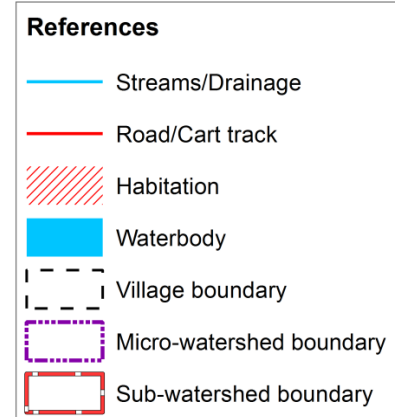 References
Streams/Drainage
Road/Cart track
Habitation
Waterbody
Village boundary
Micro-watershed boundary
Sub-watershed boundary